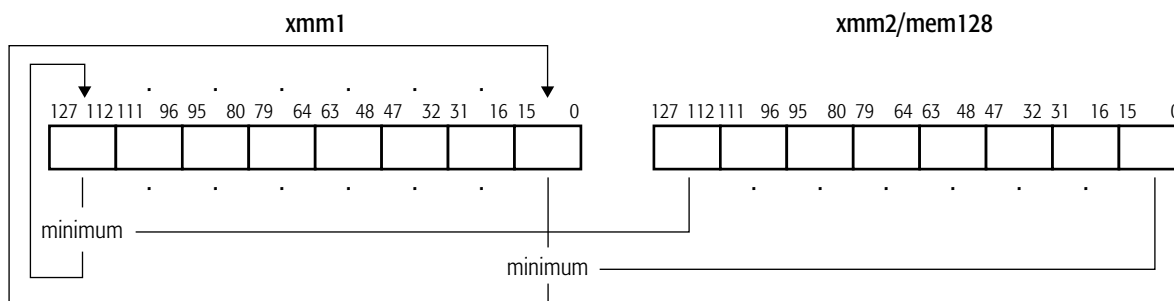 xmm1 xmm2/mem128
. . . . . .
127 112 111 96 95 80 79 64 63 48 47 32 31 16 15 0 127 112 111 96 95 80 79 64 63 48 47 32 31 16 15 0
. . . . . . . . . . . .
minimum
minimum